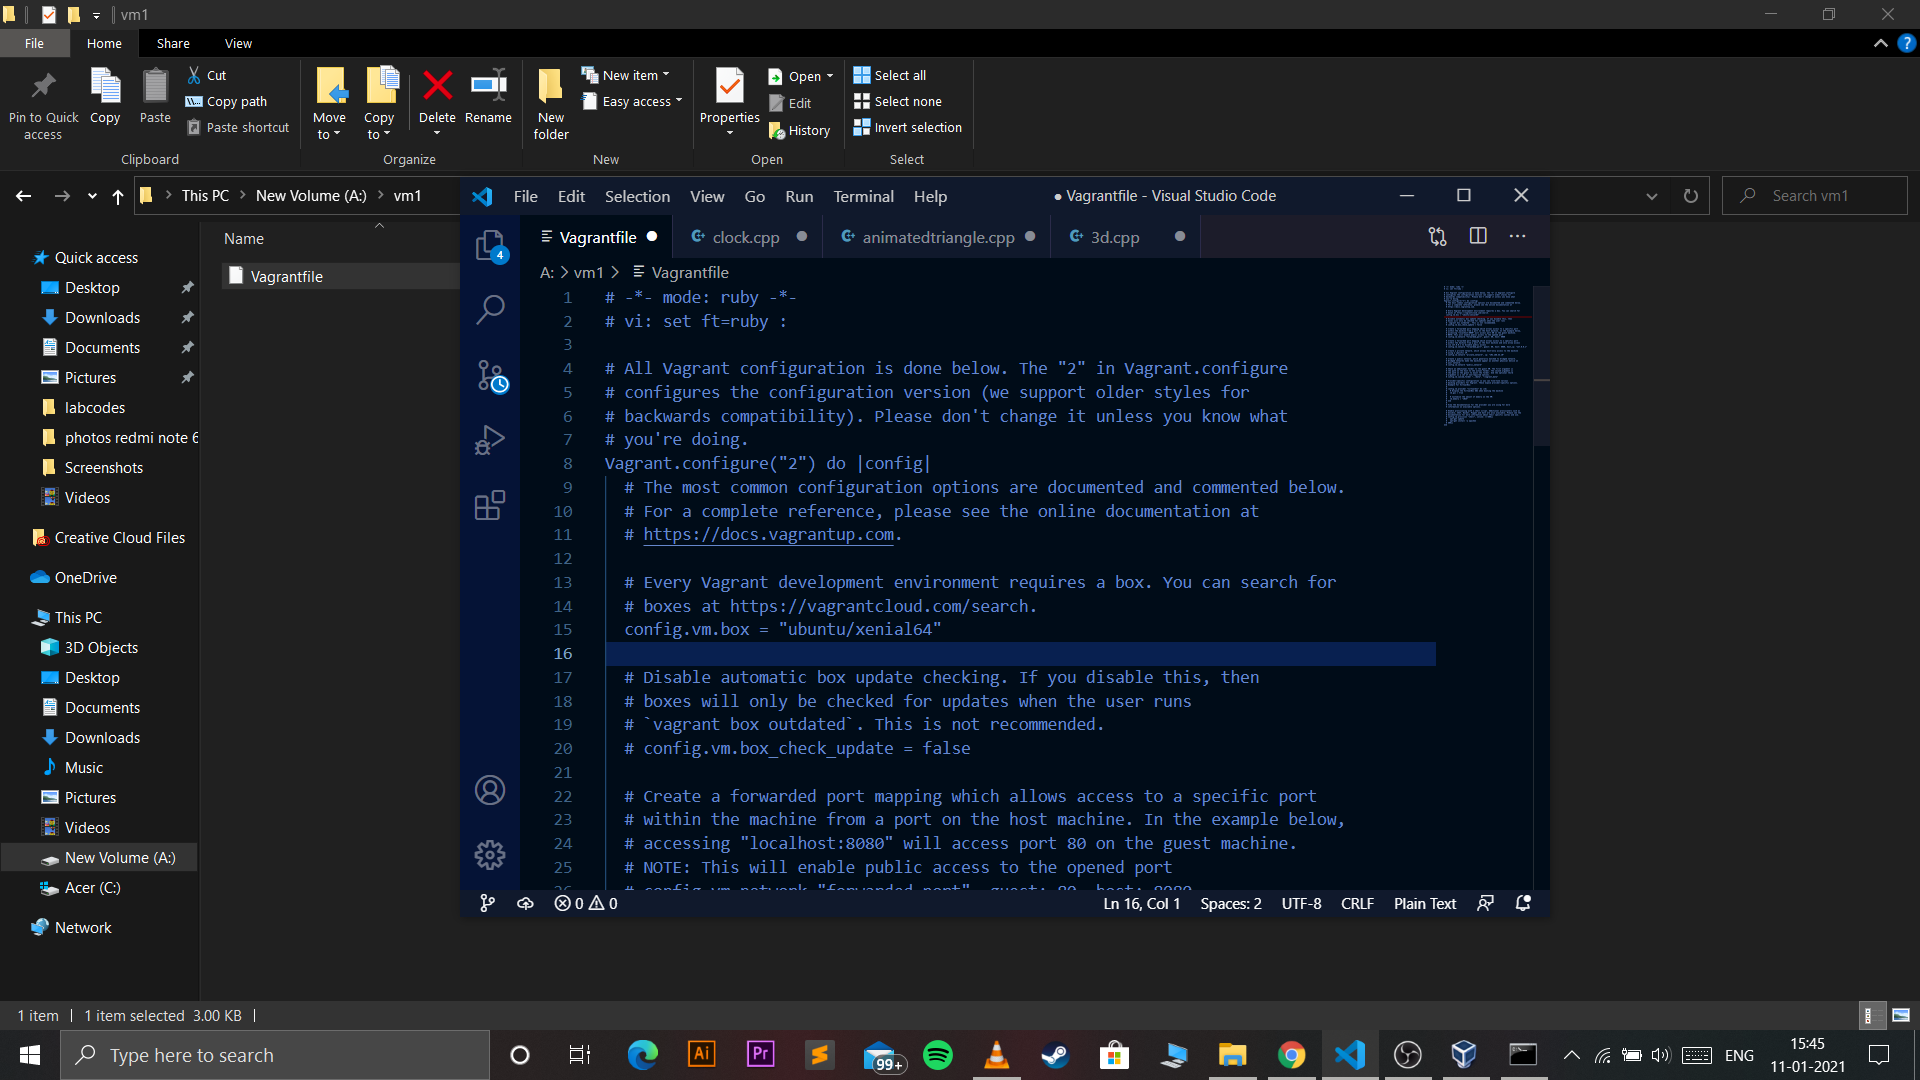 vm1
File
Home
Share
View
Pin to Quick access
Copy
Paste
Cut
Copy path
Paste shortcut
Clipboard
Move to
Copy to
Delete
Rename
Organize
New folder
New item
Easy access
New
Properties
Open
Edit
History
Open
Select all
Select none
Invert selection
Select
This PC > New Volume (A:) > vm1
Search vm1
Name
Vagrantfile
Quick access
Desktop
Downloads
Documents
Pictures
labcodes
photos redmi note 6
Screenshots
Videos
Creative Cloud Files
OneDrive
This PC
3D Objects
Desktop
Documents
Downloads
Music
Pictures
Videos
New Volume (A:)
Acer (C:)
Network
1 item
1 item selected 3.00 KB
File Edit Selection View Go Run Terminal Help
● Vagrantfile - Visual Studio Code
4
Vagrantfile
clock.cpp
animatedtriangle.cpp
3d.cpp
A: > vm1 > Vagrantfile
1 # -*- mode: ruby -*-
2 # vi: set ft=ruby :
3
4 # All Vagrant configuration is done below. The "2" in Vagrant.configure
5 # configures the configuration version (we support older styles for
6 # backwards compatibility). Please don't change it unless you know what
7 # you're doing.
8 Vagrant.configure("2") do |config|
9 # The most common configuration options are documented and commented below.
10 # For a complete reference, please see the online documentation at
11 # https://docs.vagrantup.com.
12
13 # Every Vagrant development environment requires a box. You can search for
14 # boxes at https://vagrantcloud.com/search.
15 config.vm.box = "ubuntu/xenial64"
16
17 # Disable automatic box update checking. If you disable this, then
18 # boxes will only be checked for updates when the user runs
19 # `vagrant box outdated`. This is not recommended.
20 # config.vm.box_check_update = false
21
22 # Create a forwarded port mapping which allows access to a specific port
23 # within the machine from a port on the host machine. In the example below,
24 # accessing "localhost:8080" will access port 80 on the guest machine.
25 # NOTE: This will enable public access to the opened port
26 # config.vm.network "forwarded_port", guest: 80, host: 8080
0 0
Ln 16, Col 1
Spaces: 2
UTF-8
CRLF
Plain Text
Type here to search
Ai
Pr
99+
ENG
15:45
11-01-2021